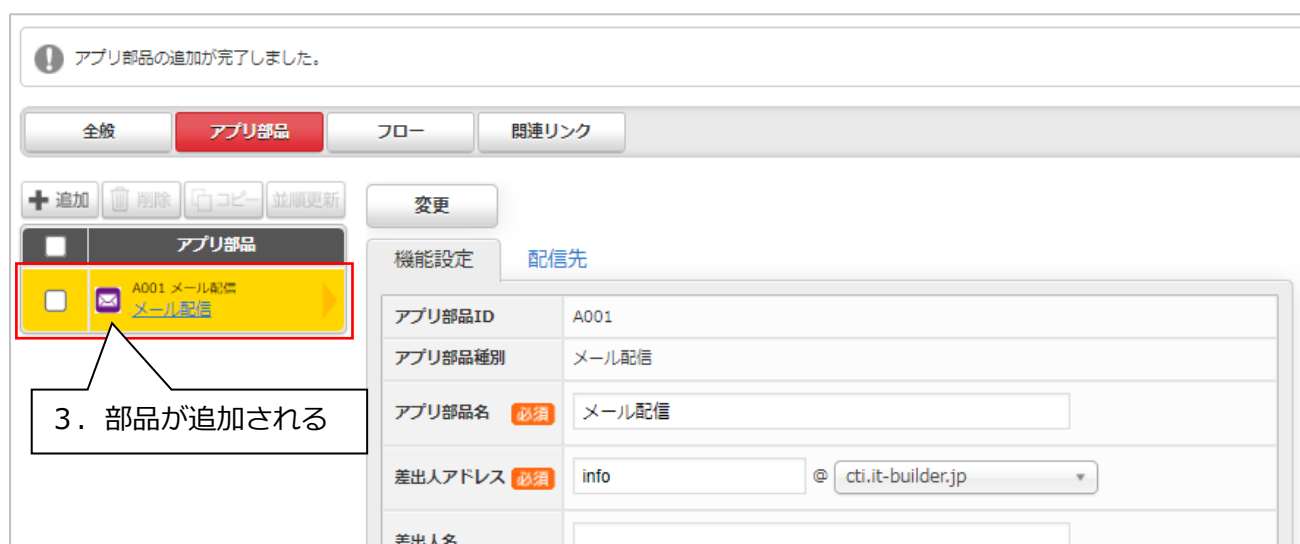 アプリ部品の追加が完了しました。
全般 アプリ部品 フロー 関連リンク
追加 削除 コピー 並順更新
変更
アプリ部品
機能設定 配信先
A001 メール配信
メール配信
アプリ部品ID A001
アプリ部品種別 メール配信
3．部品が追加される
アプリ部品名 必須 メール配信
差出人アドレス 必須 info @ cti.it-builder.jp
差出人名